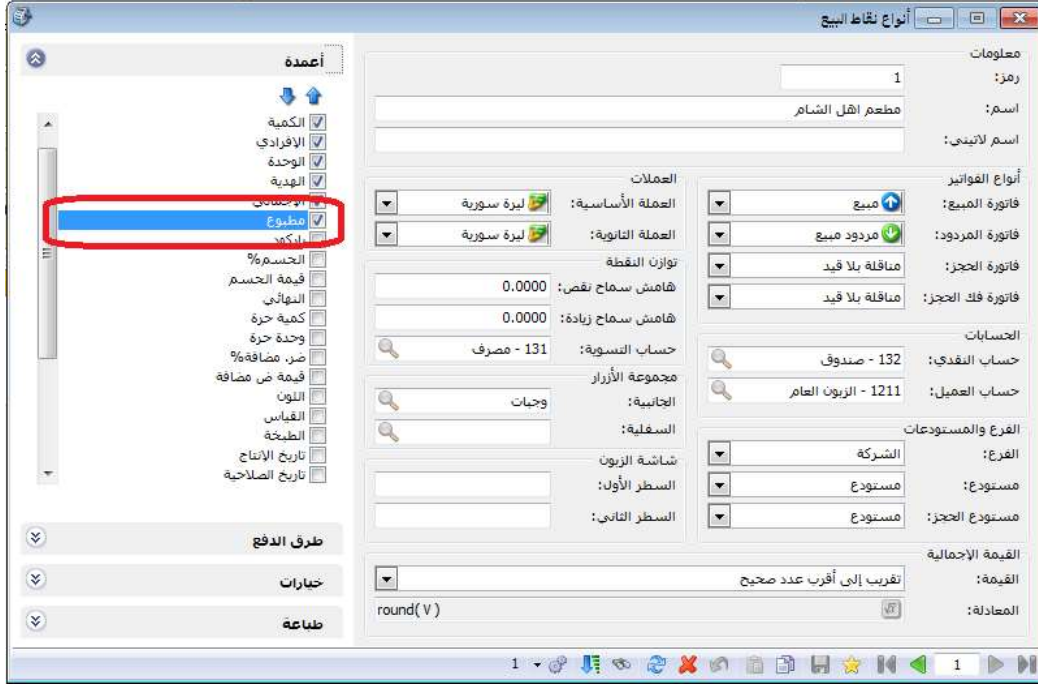 أنواع نقاط البيع
معلومات
رمز: 1
اسم: مطعم اهل الشام
اسم لاتيني:
أنواع الفواتير
فاتورة المبيع: مبيع
فاتورة المردود: مردود مبيع
فاتورة الحجز: مناقلة بلا قيد
فاتورة فك الحجز: مناقلة بلا قيد
الحسابات
حساب النقدي: 132 - صندوق
حساب العميل: 1211 - الزبون العام
الفرع والمستودعات
الفرع: الشركة
مستودع: مستودع
مستودع الحجز: مستودع
العملات
العملة الأساسية: ليرة سورية
العملة الثانوية: ليرة سورية
توازن النقطة
هامش سماح نقص: 0.0000
هامش سماح زيادة: 0.0000
حساب التسوية: 131 - مصرف
مجموعة الأزرار
الجانبية: وجبات
السفلية:
شاشة الزبون
السطر الأول:
السطر الثاني:
القيمة الإجمالية
القيمة: تقريب إلى أقرب عدد صحيح
المعادلة: round( V )
أعمدة
الكمية
الإفرادي
الوحدة
الهدية
الإجمالي
مطبوع
باركود
الحسم%
قيمة الحسم
النهائي
كمية حرة
وحدة حرة
ضر. مضافة%
قيمة ض مضافة
اللون
القياس
الطبخة
تاريخ الإنتاج
تاريخ الصلاحية
طرق الدفع
خيارات
طباعة
1
1